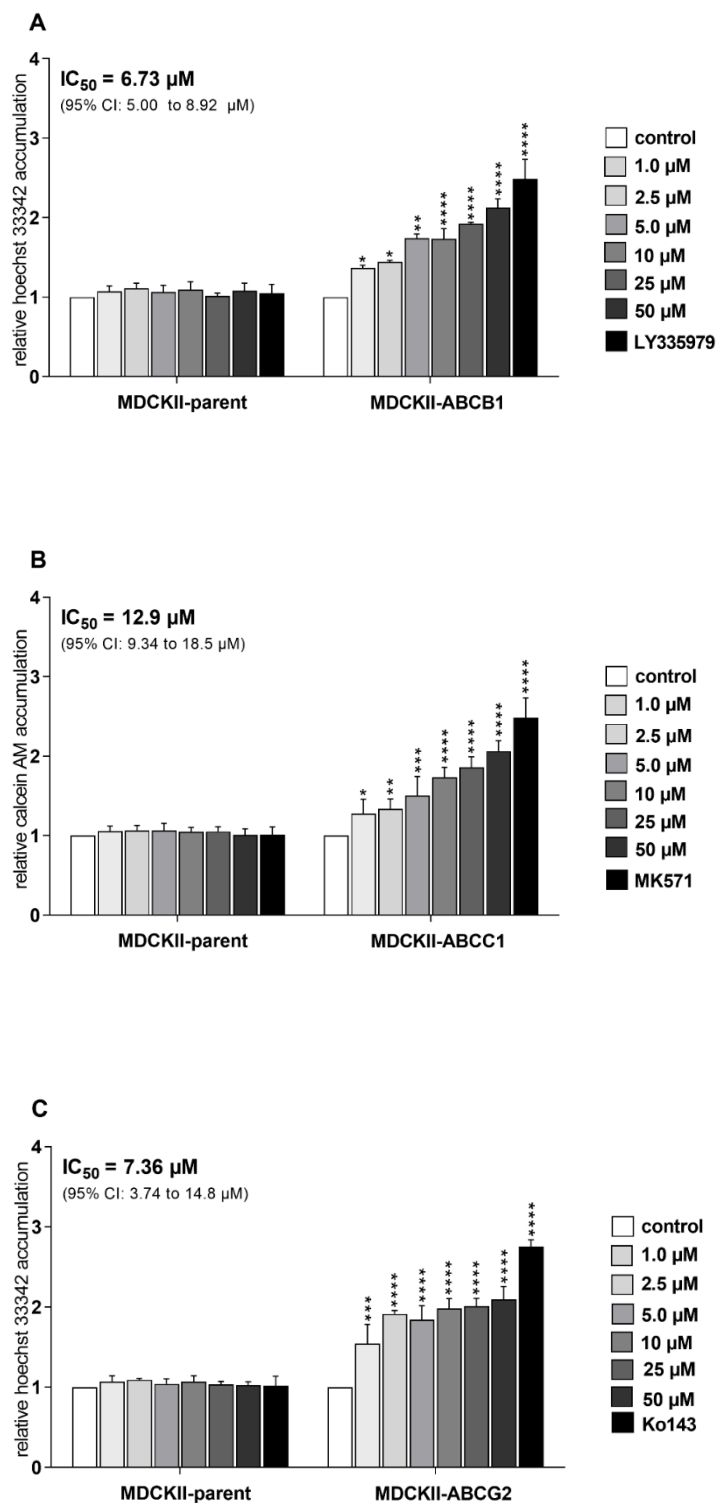 A
relative hoechst 33342 accumulation
4
3
2
1
0
IC50 = 6.73 µM
(95% CI: 5.00 to 8.92 µM)
*
*
**
****
****
****
****
MDCKII-parent
MDCKII-ABCB1
control
1.0 µM
2.5 µM
5.0 µM
10 µM
25 µM
50 µM
LY335979
B
relative calcein AM accumulation
4
3
2
1
0
IC50 = 12.9 µM
(95% CI: 9.34 to 18.5 µM)
*
**
***
****
****
****
****
MDCKII-parent
MDCKII-ABCC1
control
1.0 µM
2.5 µM
5.0 µM
10 µM
25 µM
50 µM
MK571
C
relative hoechst 33342 accumulation
4
3
2
1
0
IC50 = 7.36 µM
(95% CI: 3.74 to 14.8 µM)
***
****
****
****
****
****
****
MDCKII-parent
MDCKII-ABCG2
control
1.0 µM
2.5 µM
5.0 µM
10 µM
25 µM
50 µM
Ko143